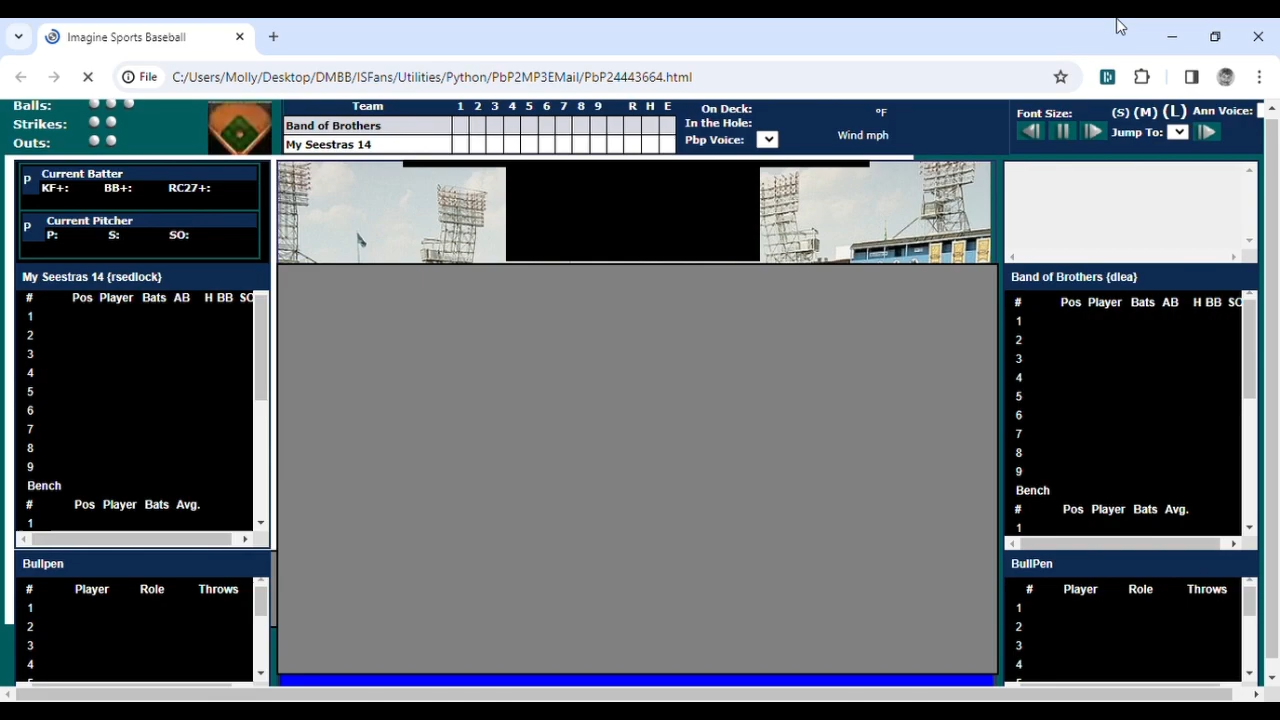 Imagine Sports Baseball
File C:/Users/Molly/Desktop/DMBB/ISFans/Utilities/Python/PbP2MP3EMail/PbP24443664.html
Balls:
Strikes:
Outs:
Team 1 2 3 4 5 6 7 8 9 R H E
Band of Brothers
My Seestras 14
On Deck:
In the Hole:
Pbp Voice:
°F
Wind mph
Font Size: (S) (M) (L) Ann Voice:
Jump To:
P Current Batter
KF+: BB+: RC27+:
P Current Pitcher
P: S: SO:
My Seestras 14 {rsedlock}
# Pos Player Bats AB H BB SO
1
2
3
4
5
6
7
8
9
Bench
# Pos Player Bats Avg.
1
Bullpen
# Player Role Throws
1
2
3
4
Band of Brothers {dlea}
# Pos Player Bats AB H BB SO
1
2
3
4
5
6
7
8
9
Bench
# Pos Player Bats Avg.
1
BullPen
# Player Role Throws
1
2
3
4